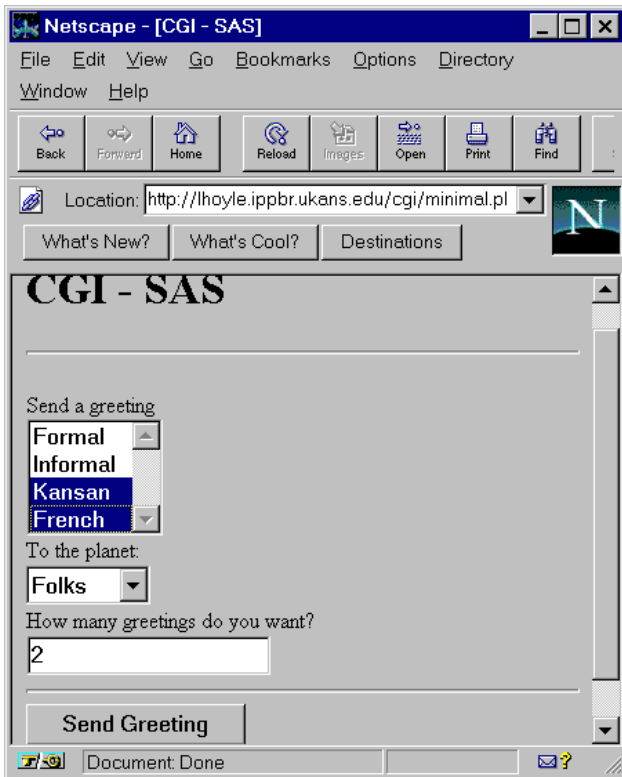 Netscape - [CGI - SAS]
File Edit View Go Bookmarks Options Directory
Window Help
Back Forward Home Reload Images Open Print Find
Location: http://lhoyle.ippbr.ukans.edu/cgi/minimal.pl
N
What's New? What's Cool? Destinations
CGI - SAS
Send a greeting
Formal
Informal
Kansan
French
To the planet:
Folks
How many greetings do you want?
2
Send Greeting
Document: Done